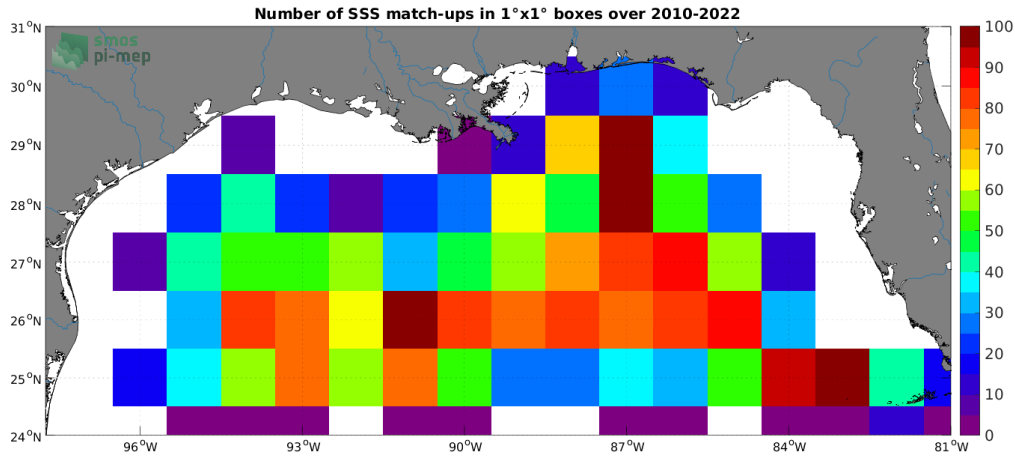 Number of SSS match-ups in 1°x1° boxes over 2010-2022
smos
pi-mep
31°N
30°N
29°N
28°N
27°N
26°N
25°N
24°N
96°W
93°W
90°W
87°W
84°W
81°W
100
90
80
70
60
50
40
30
20
10
0